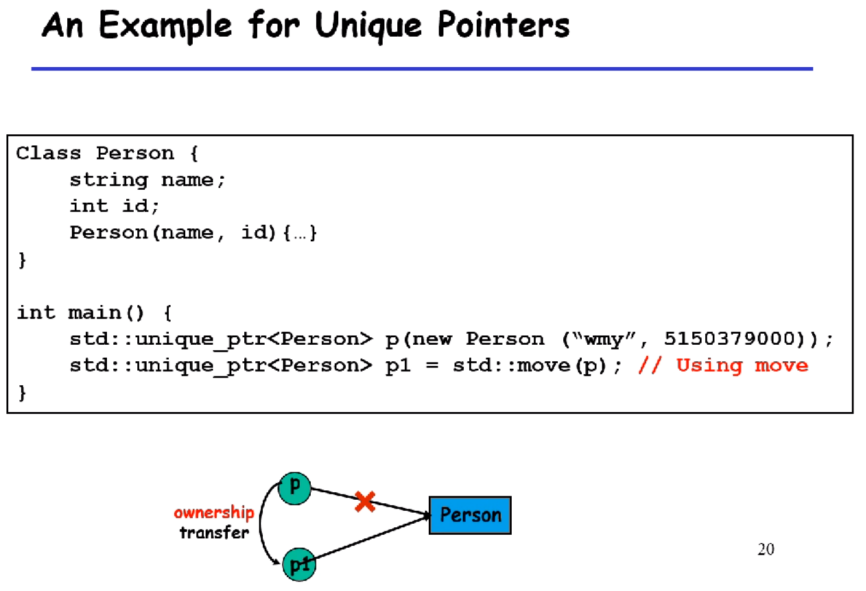 An Example for Unique Pointers
Class Person {
    string name;
    int id;
    Person(name, id){…}
}
int main() {
    std::unique_ptr<Person> p(new Person (“wmy”, 5150379000));
    std::unique_ptr<Person> p1 = std::move(p); // Using move
}
p
ownership
transfer
Person
p1
20